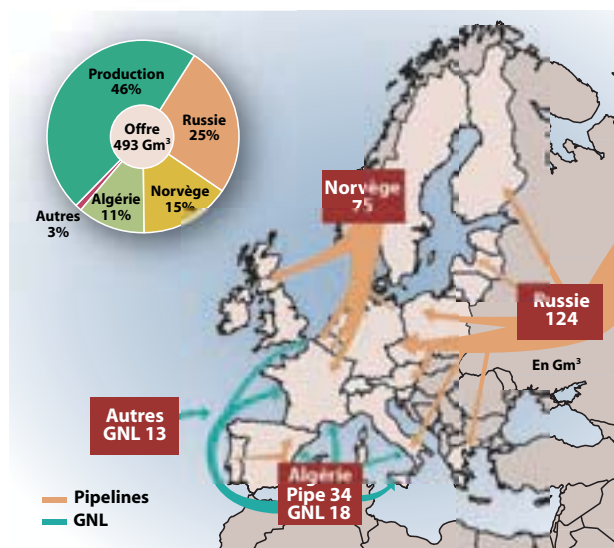 Production
46%
Russie
25%
Offre
493 Gm³
Norvège
15%
Algérie
11%
Autres
3%
Norvège
75
Russie
124
En Gm³
Autres
GNL 13
Algérie
Pipe 34
GNL 18
Pipelines
GNL